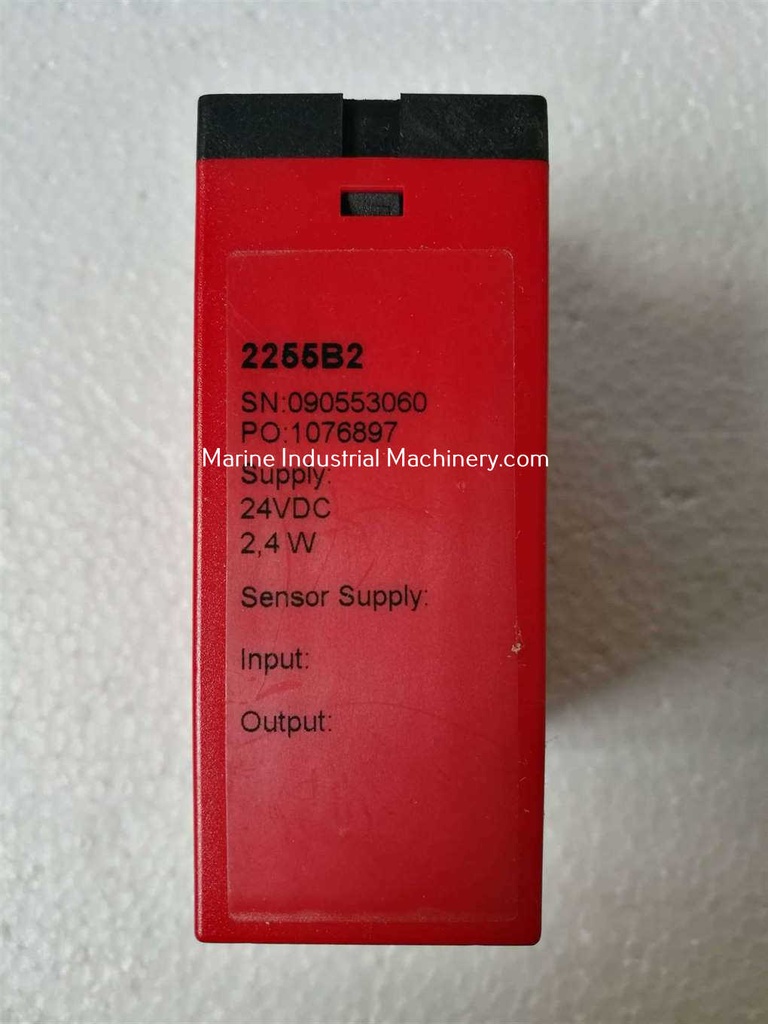 2255B2
SN:090553060
PO:1076897
Marine Industrial Machinery.com
Supply:
24VDC
2,4 W
Sensor Supply:
Input:
Output: